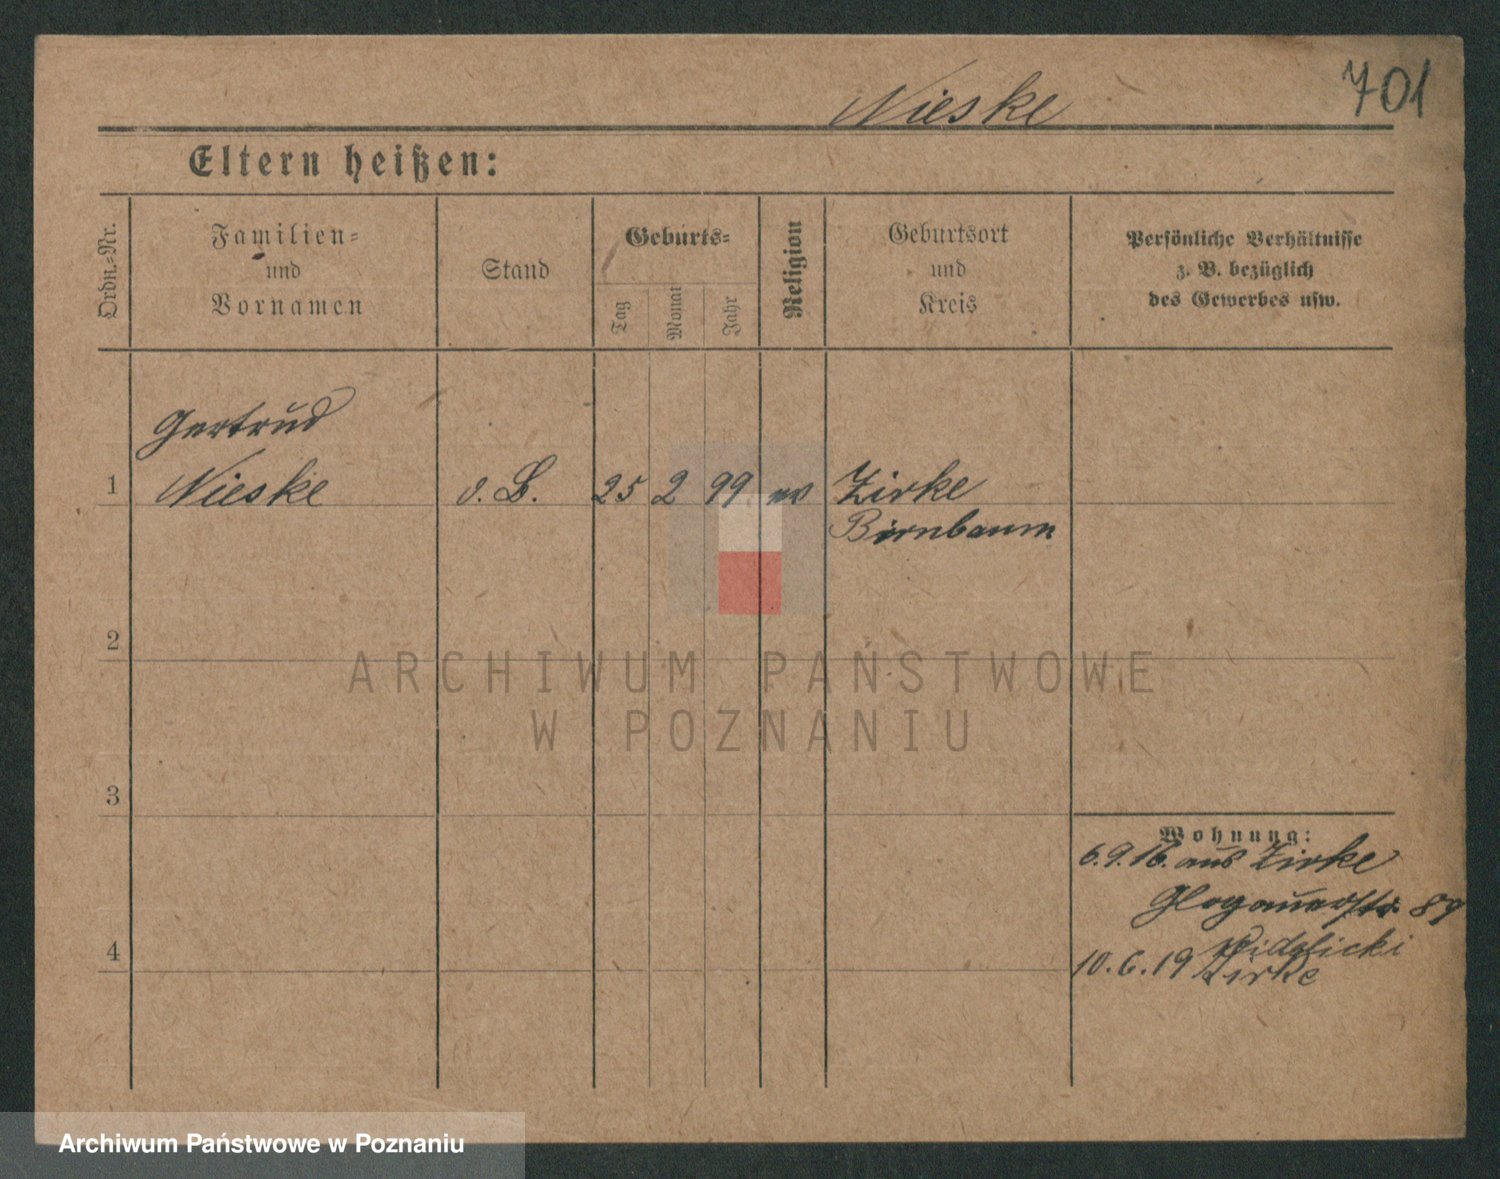 701
Nieske
Eltern heißen:
Ordn.-Nr.
Familien-
und
Vornamen
Stand
Geburts-
Tag
Monat
Jahr
Religion
Geburtsort
und
Kreis
Persönliche Verhältnisse
z. B. bezüglich
des Gewerbes usw.
Gertrud
1 Nieske o. B. 25 2 99 ev Zirke
Birnbaum
2
3
4
Wohnung:
6.9.16. aus Zirke
Glogauerstr. 89
10.6.19 Zirke
ARCHIWUM PAŃSTWOWE
W POZNANIU
Archiwum Państwowe w Poznaniu